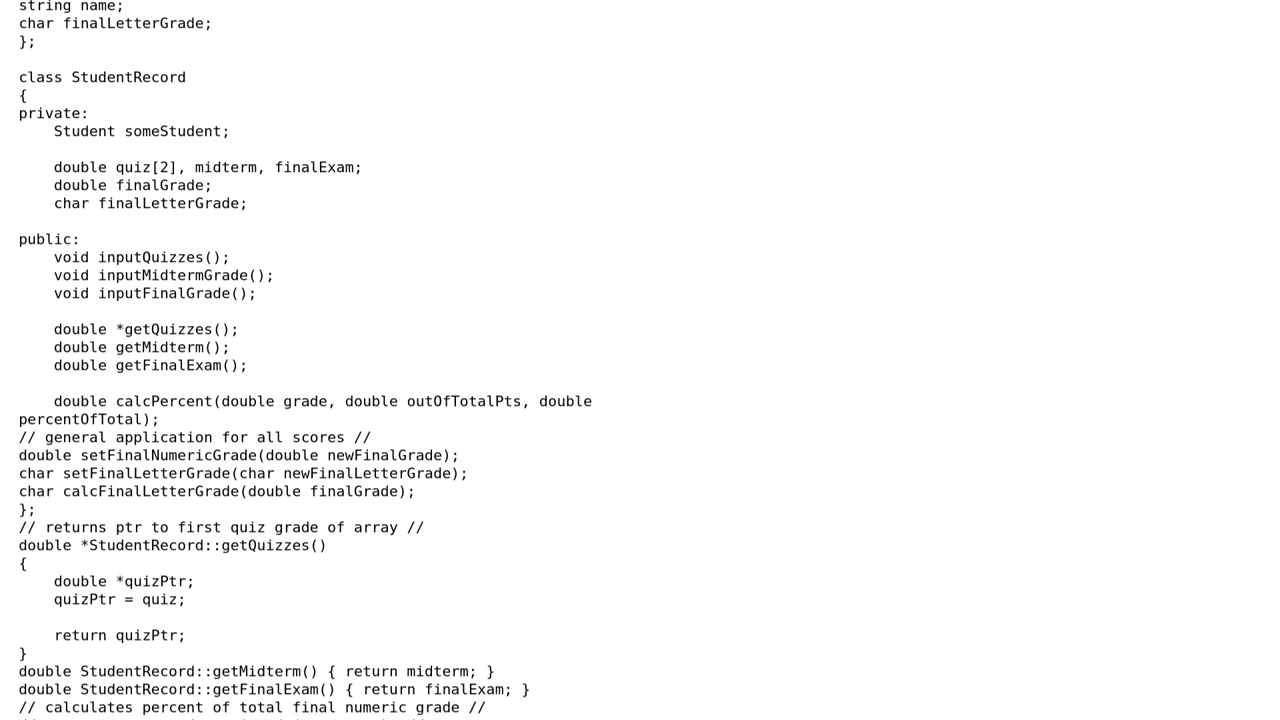 string name;
char finalLetterGrade;
};
class StudentRecord
{
private:
Student someStudent;
double quiz[2], midterm, finalExam;
double finalGrade;
char finalLetterGrade;
public:
void inputQuizzes();
void inputMidtermGrade();
void inputFinalGrade();
double *getQuizzes();
double getMidterm();
double getFinalExam();
double calcPercent(double grade, double outOfTotalPts, double
percentOfTotal);
// general application for all scores //
double setFinalNumericGrade(double newFinalGrade);
char setFinalLetterGrade(char newFinalLetterGrade);
char calcFinalLetterGrade(double finalGrade);
};
// returns ptr to first quiz grade of array //
double *StudentRecord::getQuizzes()
{
double *quizPtr;
quizPtr = quiz;
return quizPtr;
}
double StudentRecord::getMidterm() { return midterm; }
double StudentRecord::getFinalExam() { return finalExam; }
// calculates percent of total final numeric grade //